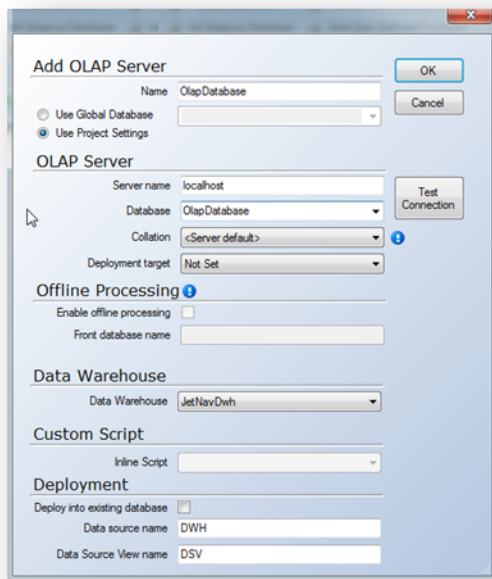 Add OLAP Server
OK
Name OlapDatabase
Cancel
Use Global Database
Use Project Settings
OLAP Server
Server name localhost
Test
Connection
Database OlapDatabase
Collation <Server default>
Deployment target Not Set
Offline Processing
Enable offline processing
Front database name
Data Warehouse
Data Warehouse JetNavDwh
Custom Script
Inline Script
Deployment
Deploy into existing database
Data source name DWH
Data Source View name DSV